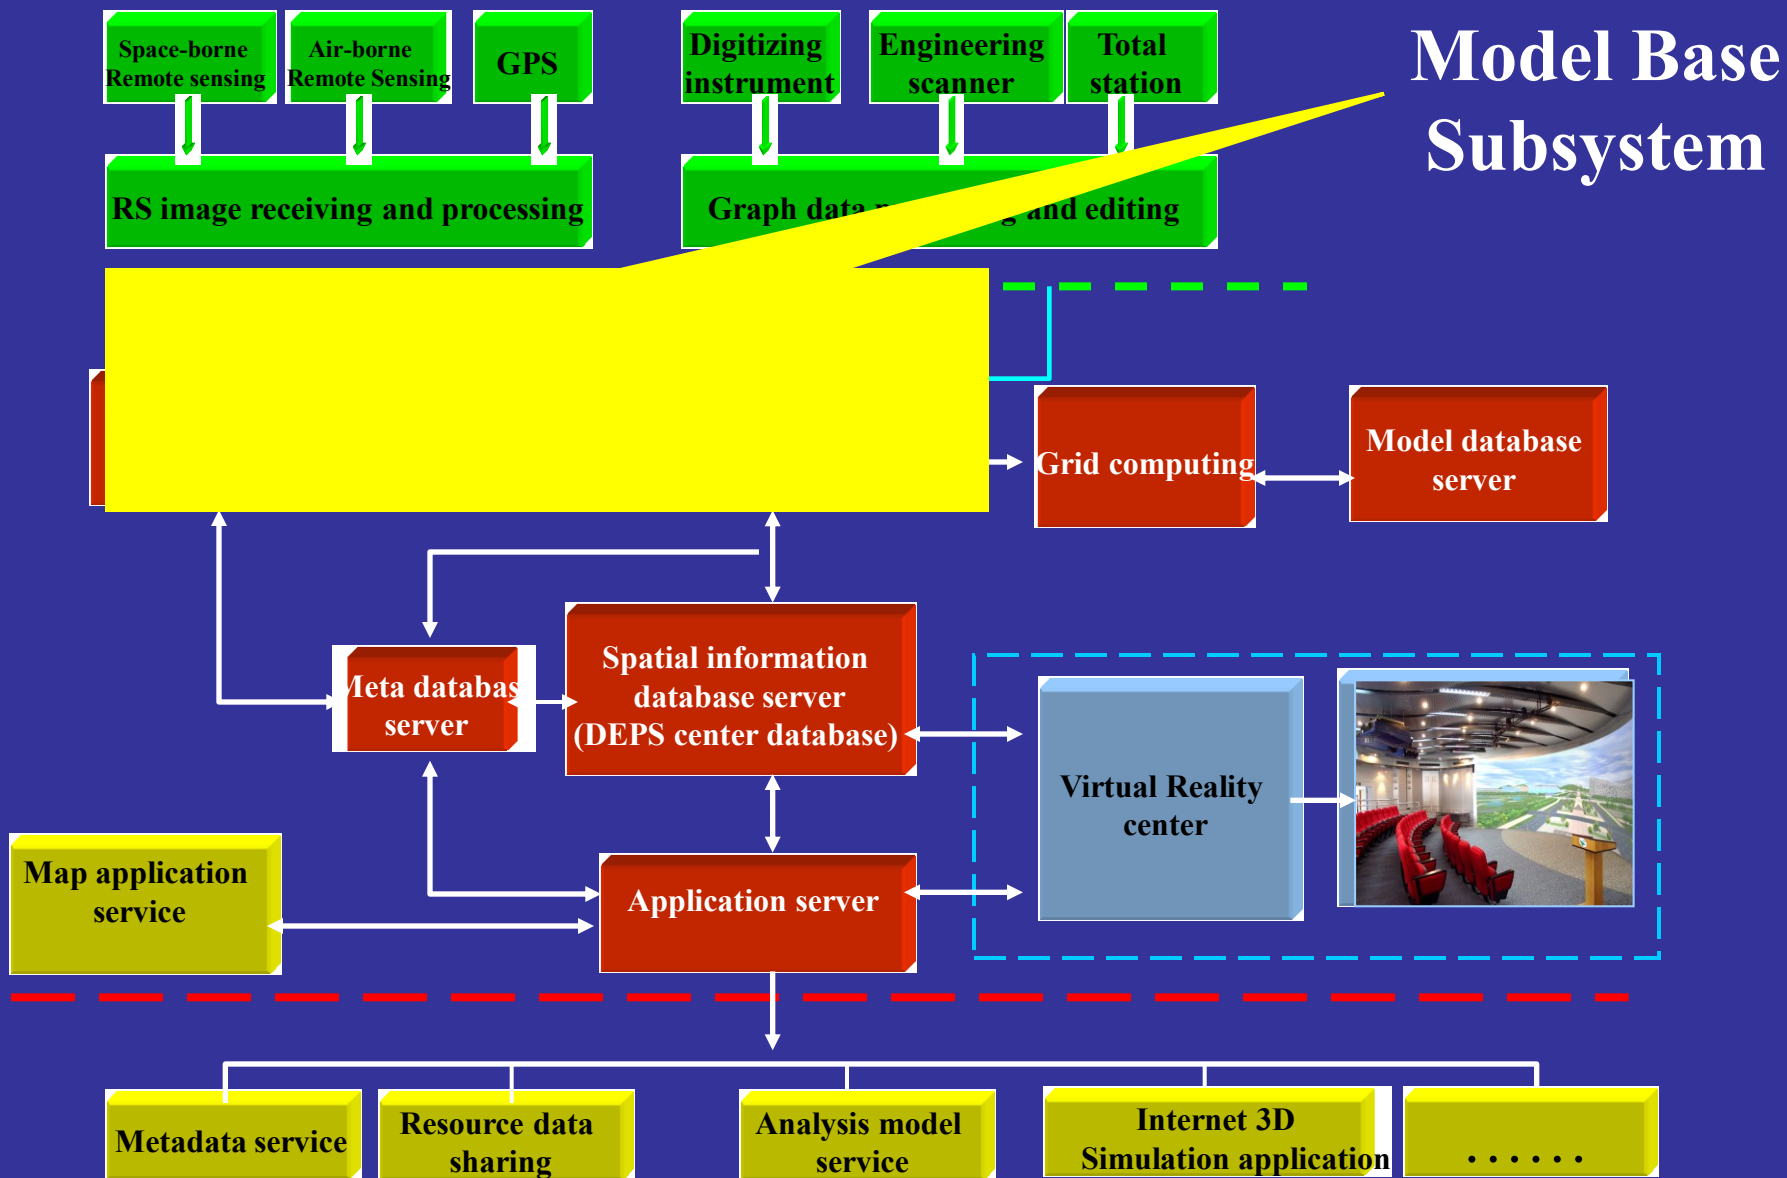 Model Base
Subsystem
Space-borne
Remote sensing
Air-borne
Remote Sensing
GPS
Digitizing
instrument
Engineering
scanner
Total
station
RS image receiving and processing
Graph data and editing
Grid computing
Model database
server
Meta databas
server
Spatial information
database server
(DEPS center database)
Virtual Reality
center
Map application
service
Application server
Metadata service
Resource data
sharing
Analysis model
service
Internet 3D
Simulation application
. . . . . .